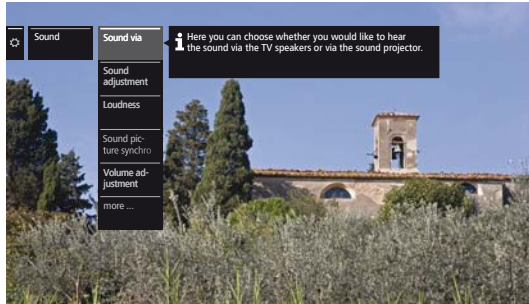 Sound
Sound via
Here you can choose whether you would like to hear
the sound via the TV speakers or via the sound projector.
Sound
adjustment
Loudness
Sound pic-
ture synchro
Volume ad-
justment
more ...